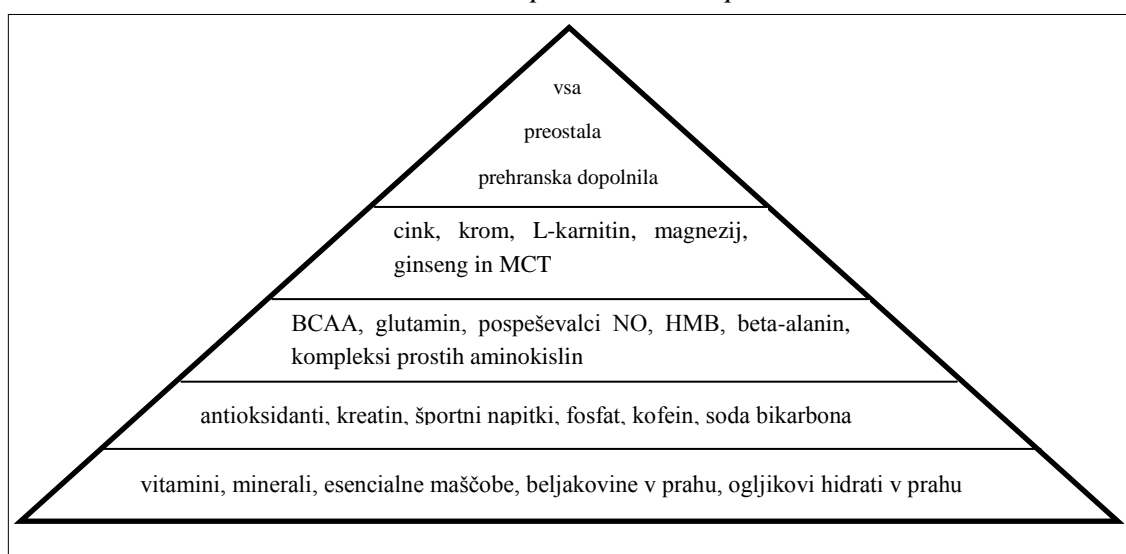 vsa
preostala
prehranska dopolnila
cink, krom, L-karnitin, magnezij,
ginseng in MCT
BCAA, glutamin, pospeševalci NO, HMB, beta-alanin,
kompleksi prostih aminokislin
antioksidanti, kreatin, športni napitki, fosfat, kofein, soda bikarbona
vitamini, minerali, esencialne maščobe, beljakovine v prahu, ogljikovi hidrati v prahu